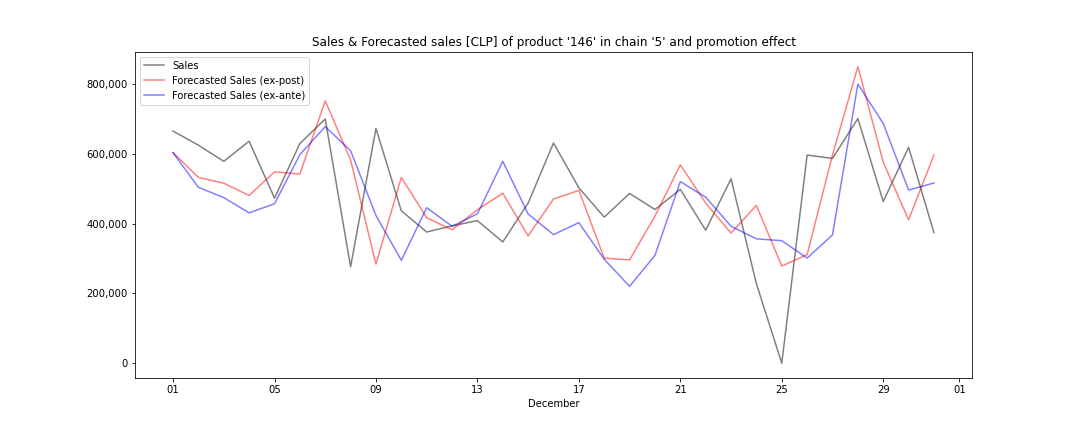 Sales & Forecasted sales [CLP] of product '146' in chain '5' and promotion effect
Sales
Forecasted Sales (ex-post)
Forecasted Sales (ex-ante)
800,000
600,000
400,000
200,000
0
01 05 09 13 17 21 25 29 01
December